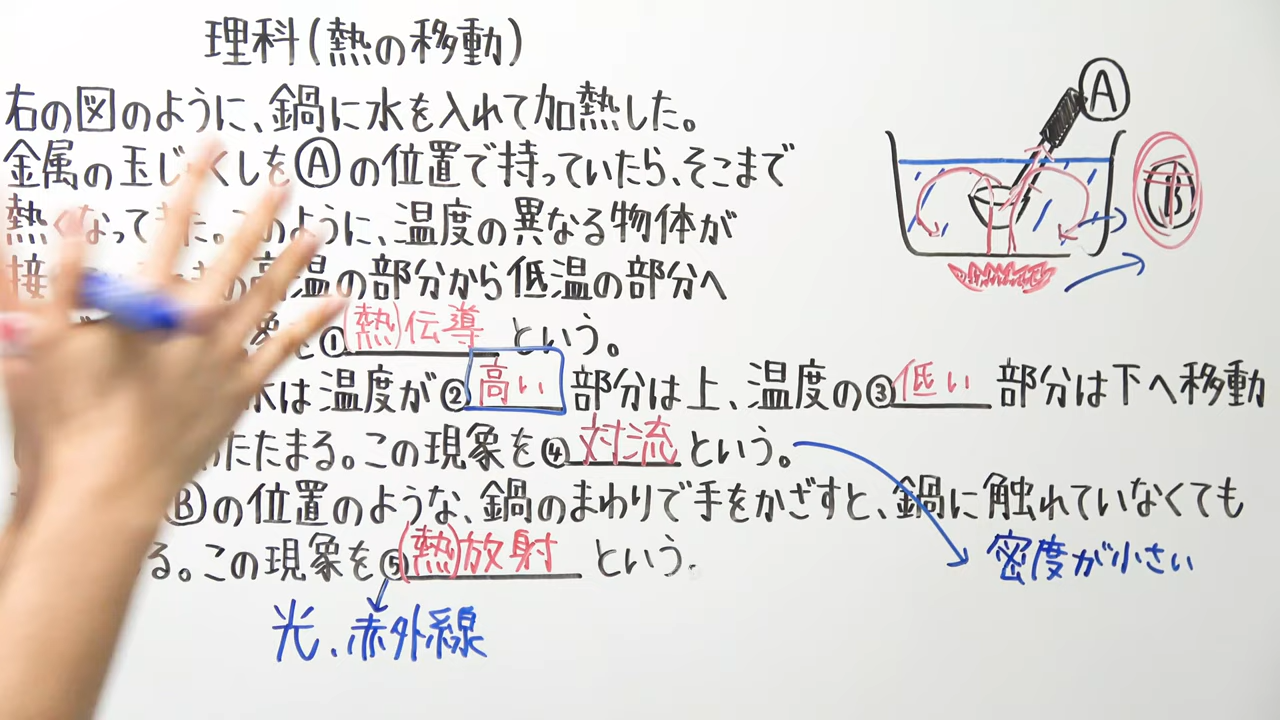 理科(熱の移動)
右の図のように、鍋に水を入れて加熱した。
金属の玉じゃくしをⒶの位置で持っていたら、そこまで
熱くなってきた。このように、温度の異なる物体が
高温の部分から低温の部分へ
を①(熱)伝導 という。
水は温度が②高い 部分は上、温度の③低い 部分は下へ移動
あたたまる。この現象を④対流 という。
Ⓑの位置のような、鍋のまわりで手をかざすと、鍋に触れていなくても
る。この現象を⑤(熱)放射 という。
密度が小さい
光、赤外線
Ⓐ
Ⓑ